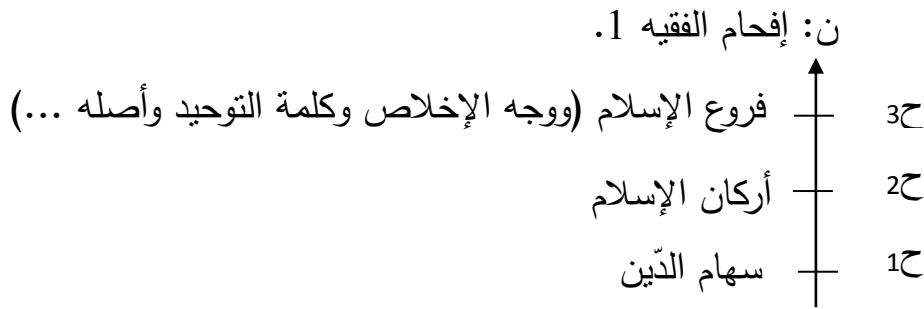 ن: إفحام الفقيه 1.
ح3 فروع الإسلام (ووجه الإخلاص وكلمة التوحيد وأصله ...)
ح2 أركان الإسلام
ح1 سهام الدّين